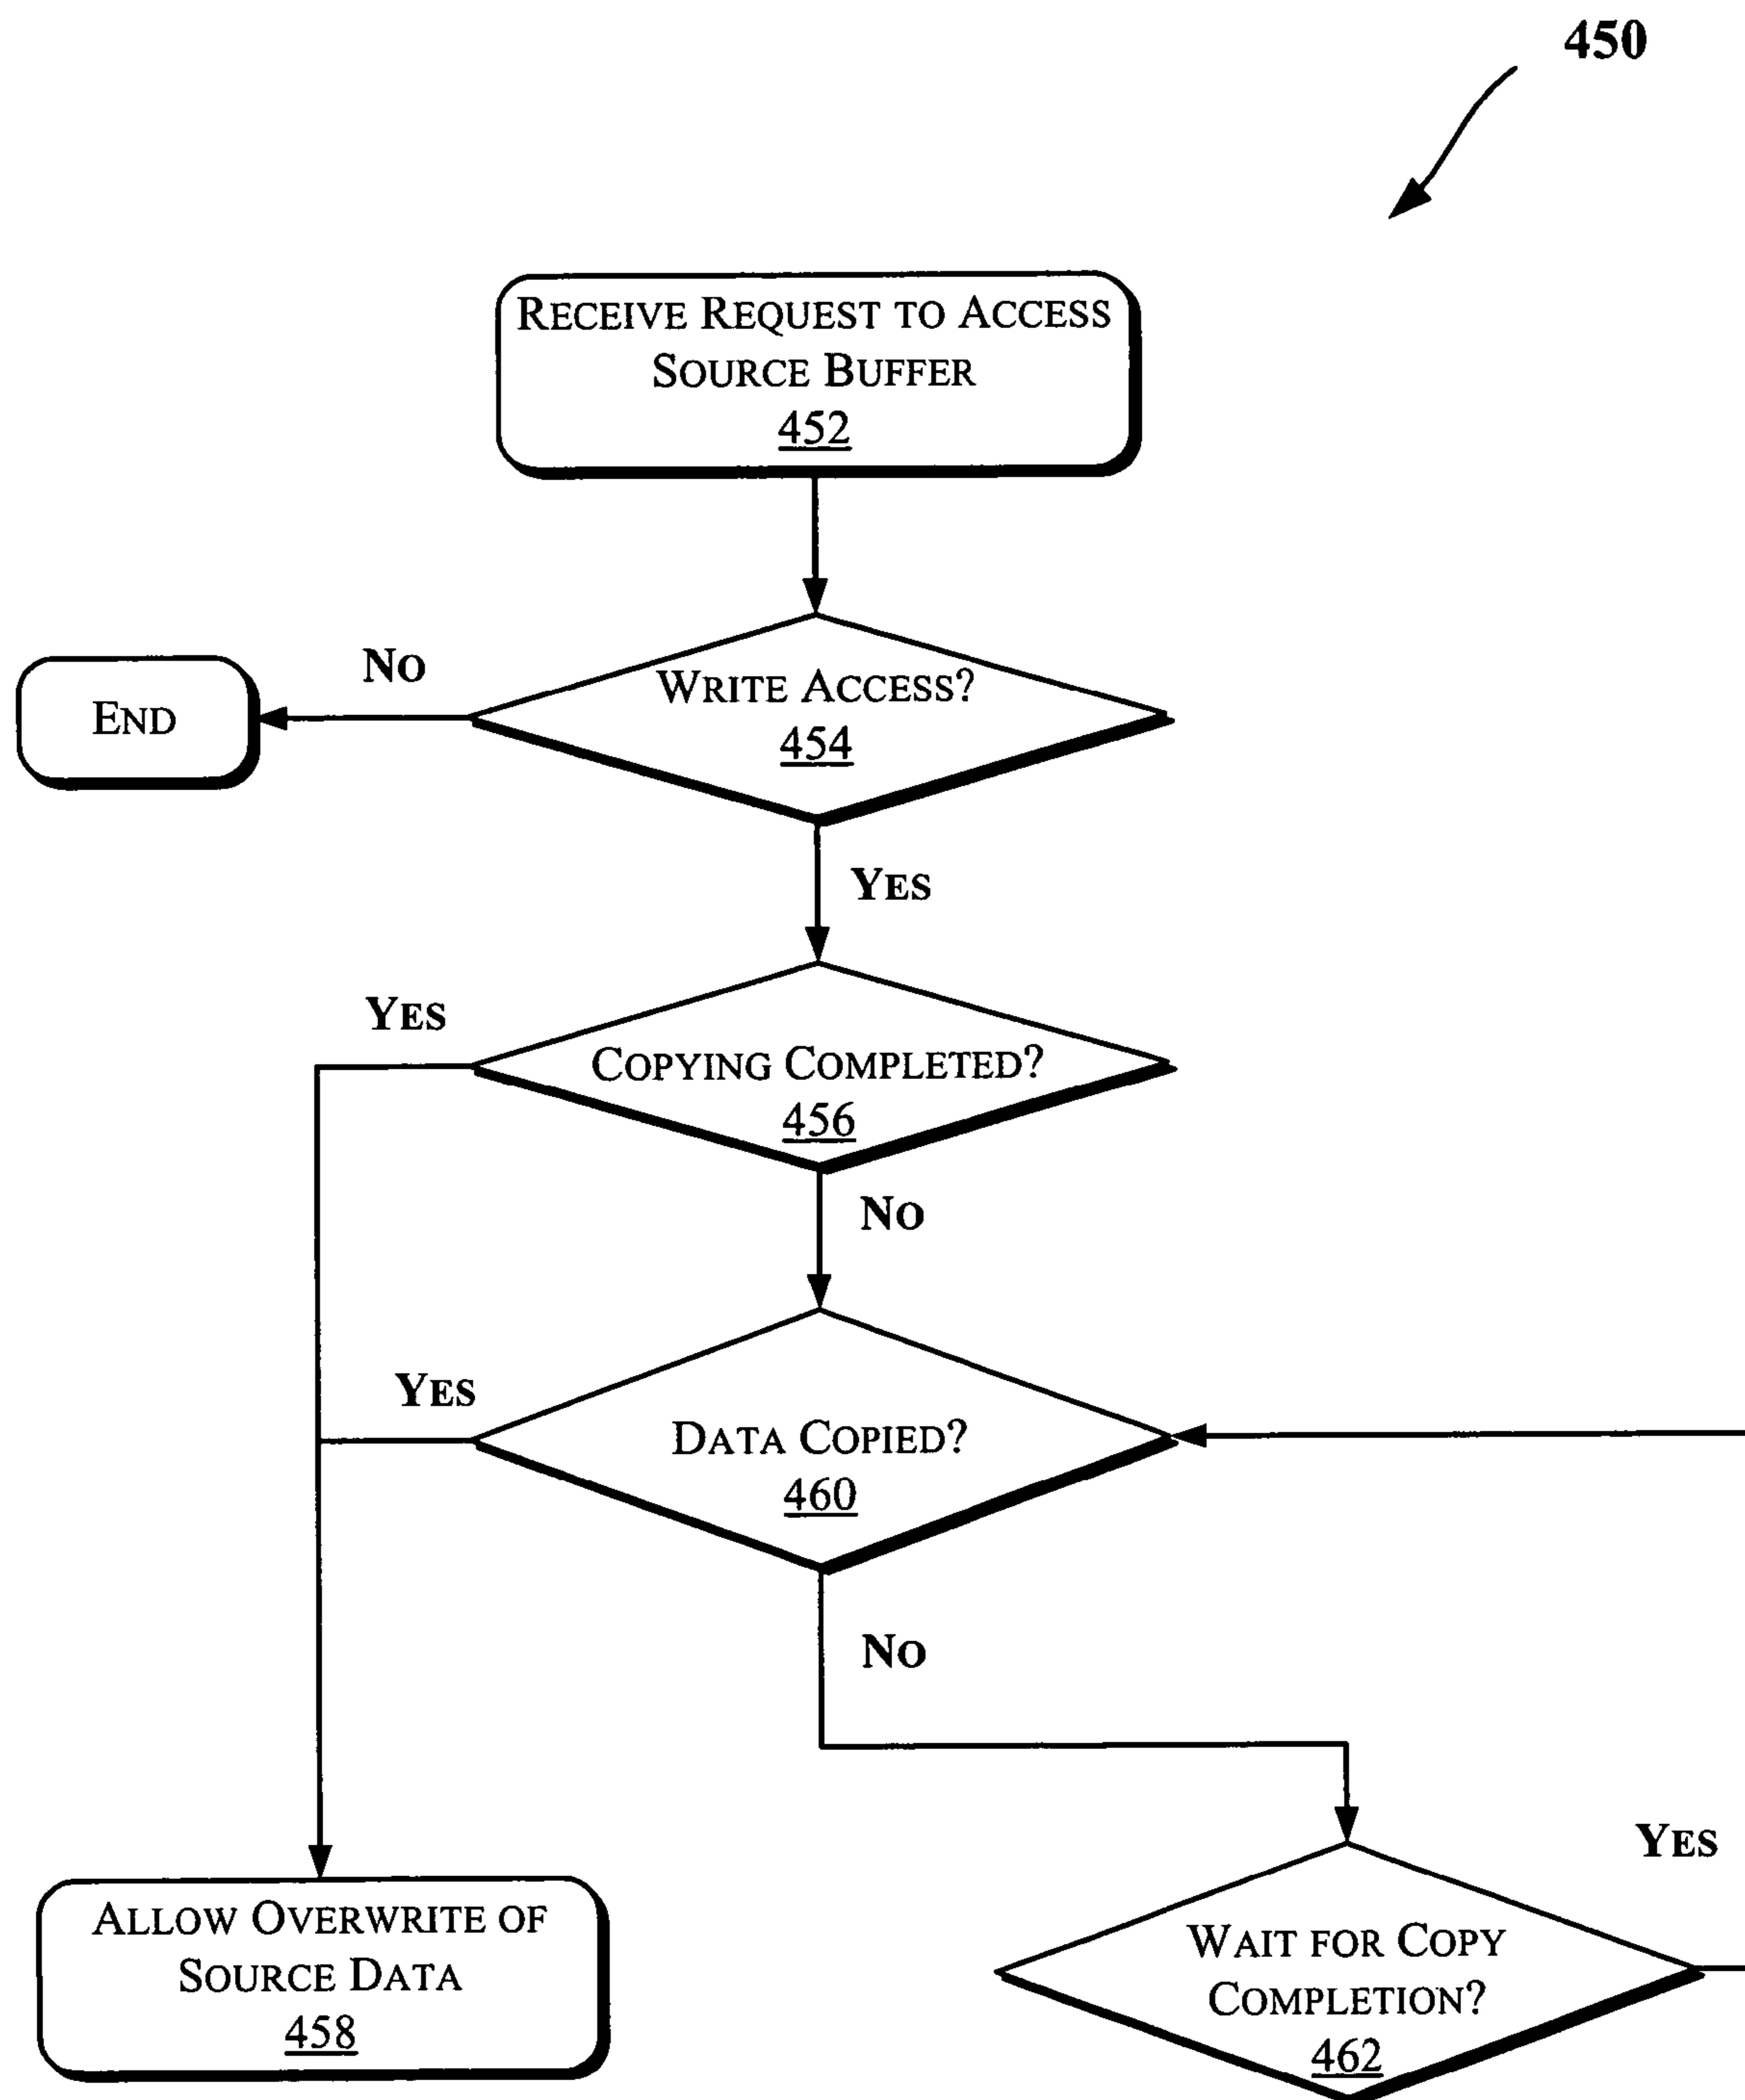 450
RECEIVE REQUEST TO ACCESS
SOURCE BUFFER
452
NO
WRITE ACCESS?
END
454
YES
YES
COPYING COMPLETED?
456
NO
YES
DATA COPIED?
460
NO
YES
ALLOW OVERWRITE OF
SOURCE DATA
458
WAIT FOR COPY
COMPLETION?
462